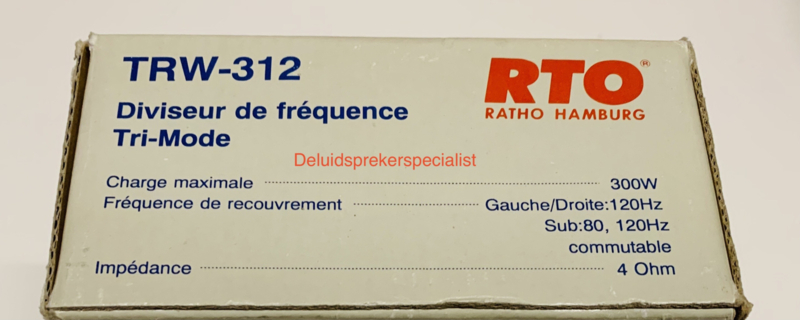 TRW-312
RTO®
RATHO HAMBURG
Diviseur de fréquence
Tri-Mode
Deluidsprekerspecialist
Charge maximale 300W
Fréquence de recouvrement Gauche/Droite:120Hz
Sub:80, 120Hz
commutable
Impédance 4 Ohm